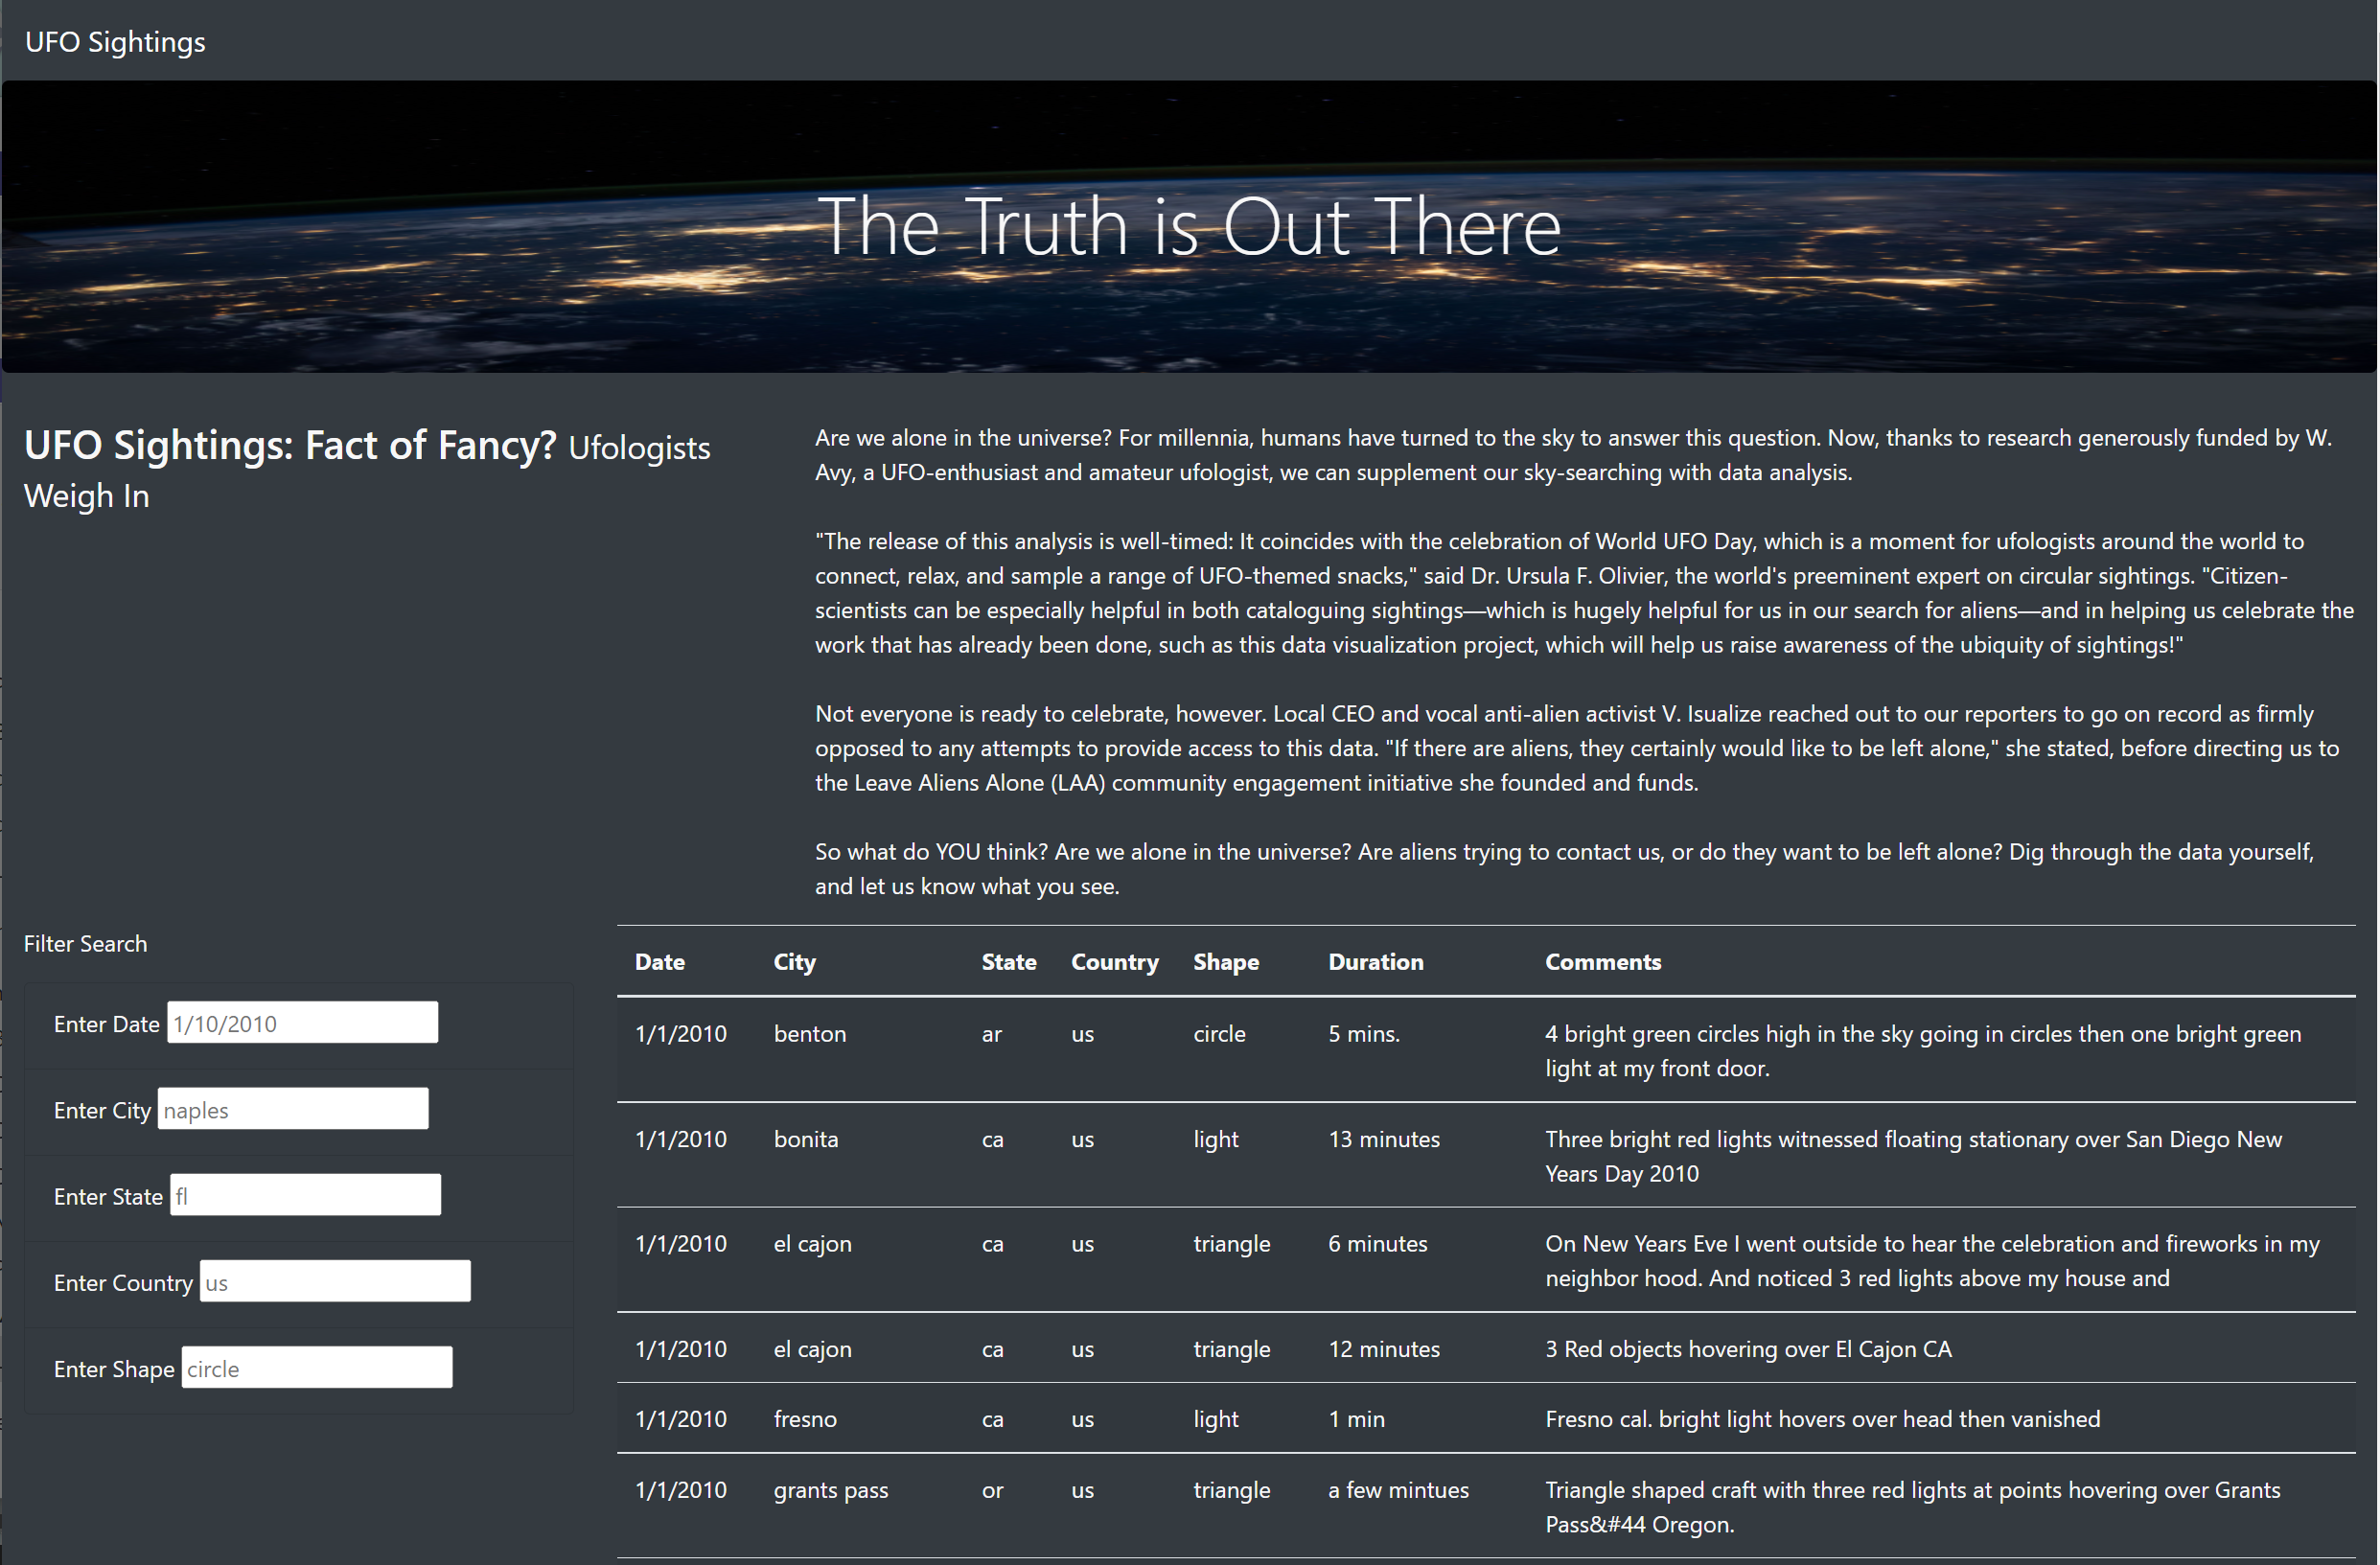 UFO Sightings
The Truth is Out There
UFO Sightings: Fact of Fancy? Ufologists
Weigh In
Are we alone in the universe? For millennia, humans have turned to the sky to answer this question. Now, thanks to research generously funded by W.
Avy, a UFO-enthusiast and amateur ufologist, we can supplement our sky-searching with data analysis.
"The release of this analysis is well-timed: It coincides with the celebration of World UFO Day, which is a moment for ufologists around the world to
connect, relax, and sample a range of UFO-themed snacks," said Dr. Ursula F. Olivier, the world's preeminent expert on circular sightings. "Citizen-
scientists can be especially helpful in both cataloguing sightings—which is hugely helpful for us in our search for aliens—and in helping us celebrate the
work that has already been done, such as this data visualization project, which will help us raise awareness of the ubiquity of sightings!"
Not everyone is ready to celebrate, however. Local CEO and vocal anti-alien activist V. Isualize reached out to our reporters to go on record as firmly
opposed to any attempts to provide access to this data. "If there are aliens, they certainly would like to be left alone," she stated, before directing us to
the Leave Aliens Alone (LAA) community engagement initiative she founded and funds.
So what do YOU think? Are we alone in the universe? Are aliens trying to contact us, or do they want to be left alone? Dig through the data yourself,
and let us know what you see.
Filter Search
Enter Date 1/10/2010
Enter City naples
Enter State fl
Enter Country us
Enter Shape circle
Date City State Country Shape Duration Comments
1/1/2010 benton ar us circle 5 mins. 4 bright green circles high in the sky going in circles then one bright green
light at my front door.
1/1/2010 bonita ca us light 13 minutes Three bright red lights witnessed floating stationary over San Diego New
Years Day 2010
1/1/2010 el cajon ca us triangle 6 minutes On New Years Eve I went outside to hear the celebration and fireworks in my
neighbor hood. And noticed 3 red lights above my house and
1/1/2010 el cajon ca us triangle 12 minutes 3 Red objects hovering over El Cajon CA
1/1/2010 fresno ca us light 1 min Fresno cal. bright light hovers over head then vanished
1/1/2010 grants pass or us triangle a few mintues Triangle shaped craft with three red lights at points hovering over Grants
Pass&#44 Oregon.